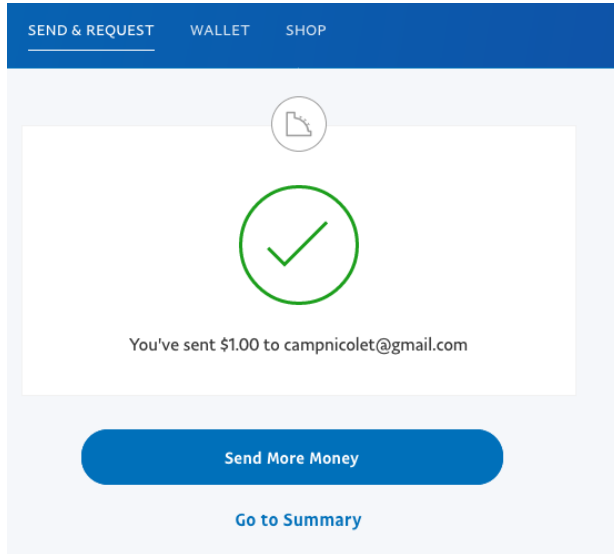 SEND & REQUEST WALLET SHOP
You've sent $1.00 to campnicolet@gmail.com
Send More Money
Go to Summary